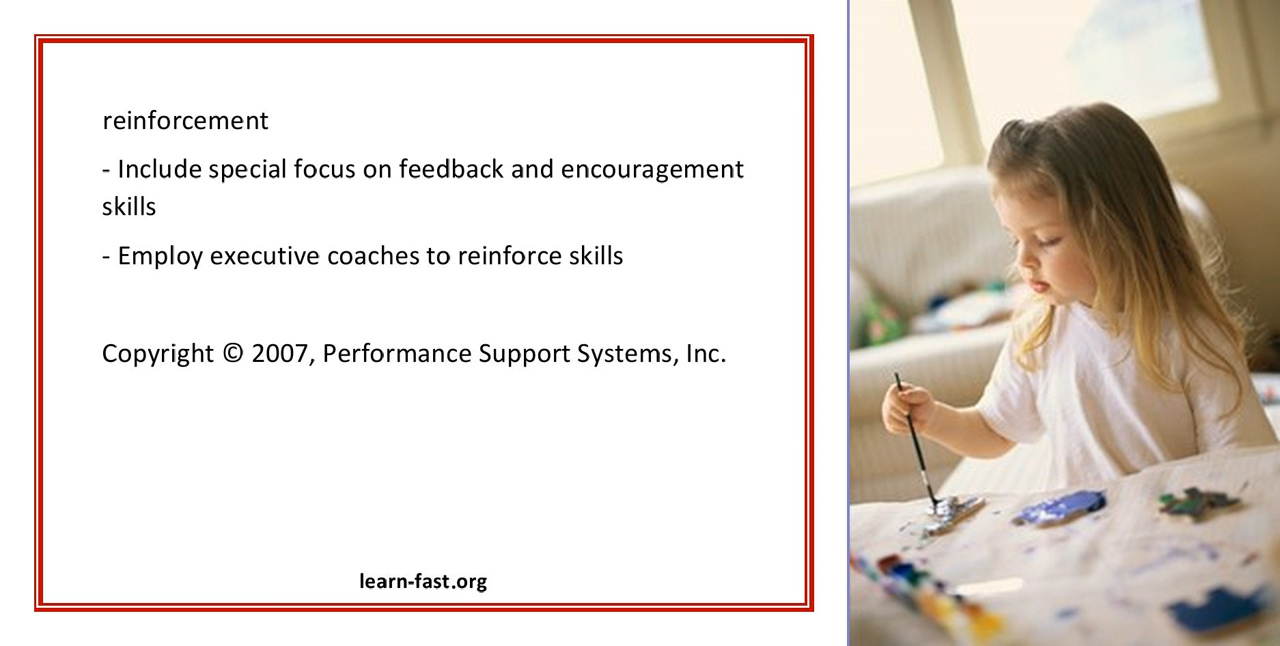 reinforcement
- Include special focus on feedback and encouragement
skills
- Employ executive coaches to reinforce skills
Copyright © 2007, Performance Support Systems, Inc.
learn-fast.org